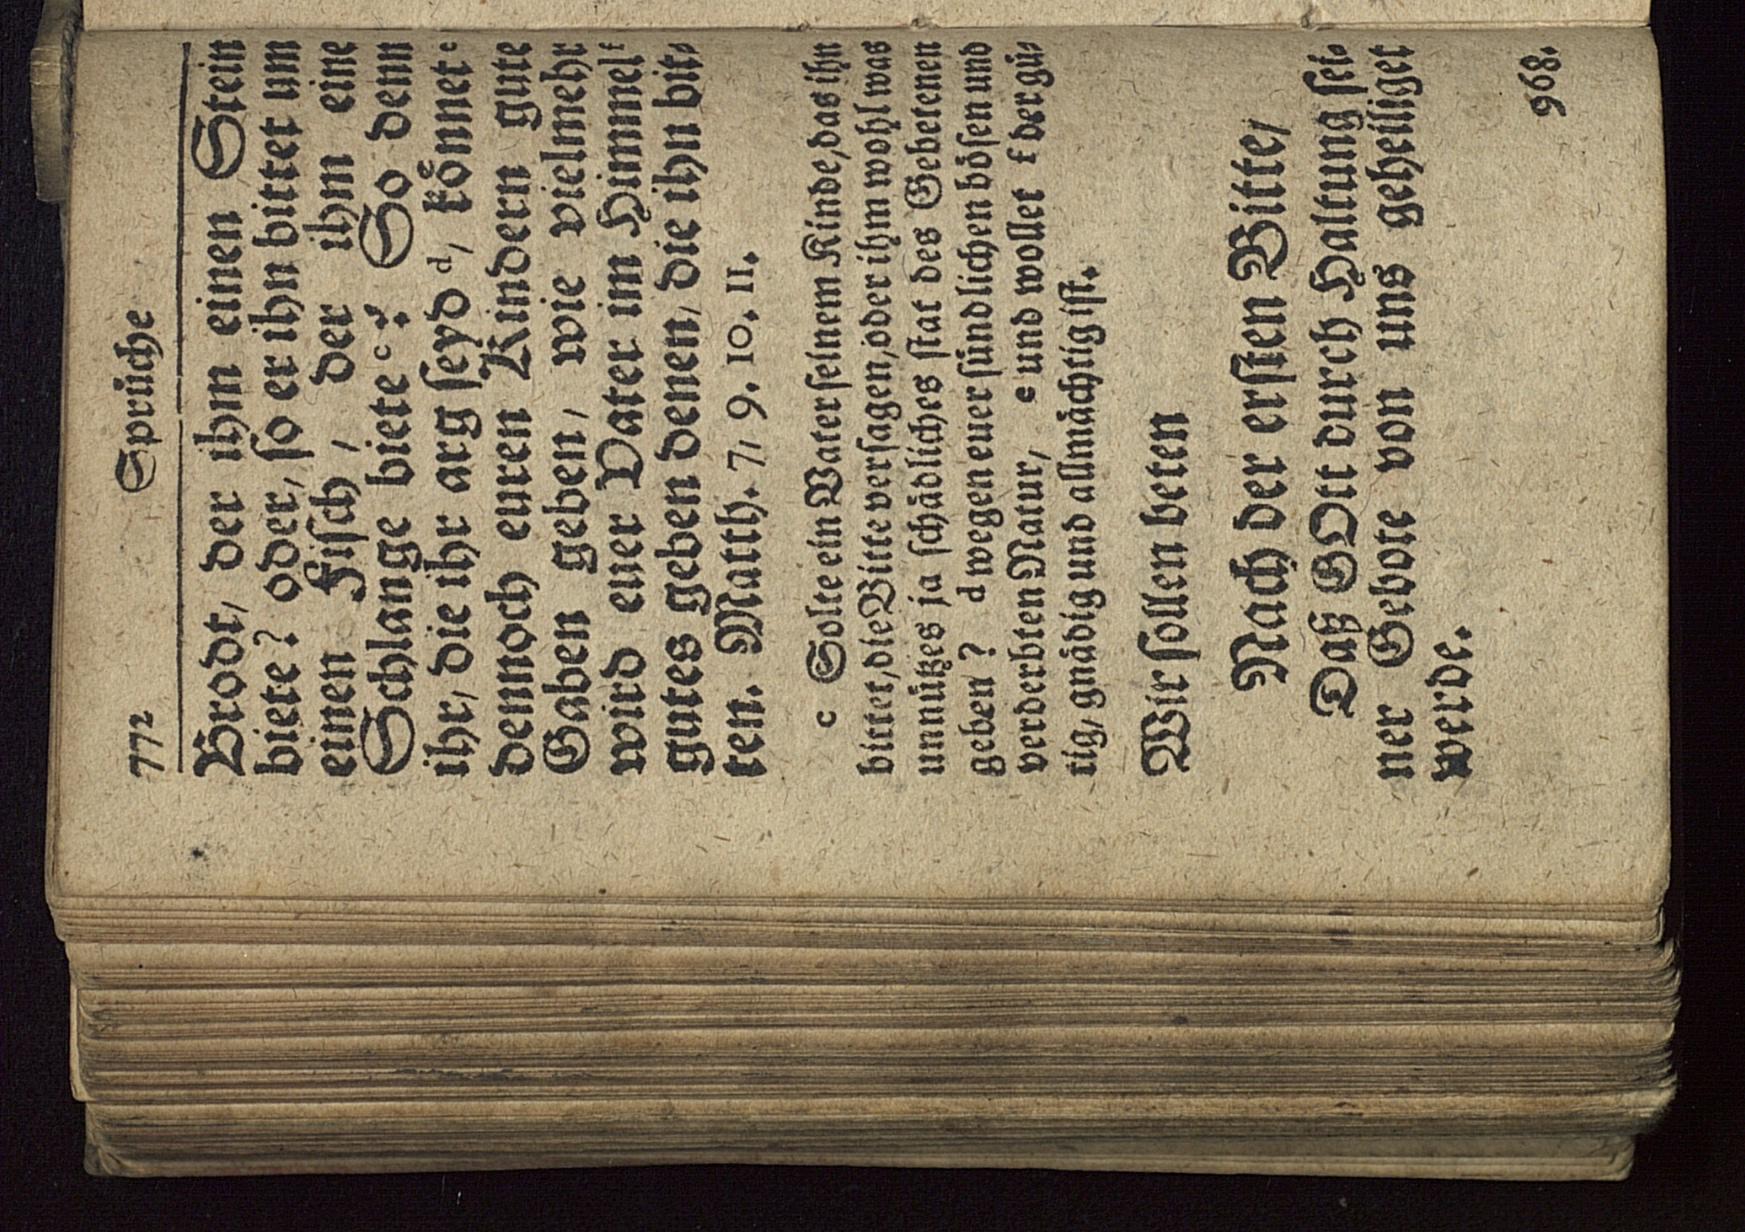 772 Sprüche
Brodt, der ihm einen Stein
biete? oder, so er ihn bittet um
einen Fisch, der ihm eine
Schlange biete c? So denn
ihr, die ihr arg seyd d, könnet e
dennoch euren Kindern gute
Gaben geben, wie vielmehr
wird euer Vater im Himmel f
gutes geben denen, die ihn bit-
ten. Matth. 7, 9. 10. 11.
c Solte ein Vater seinem Kinde, das ihn
bittet, die Bitte versagen, oder ihm wohl was
unnützes ja schädliches stat des Gebetenen
geben? d wegen euer sündlichen bösen und
verderbten Natur, e und wollet f der gü-
tig, gnädig und allmächtig ist.
Wir sollen beten
Nach der ersten Bitte,
Daß GOtt durch Haltung sei-
ner Gebote von uns geheiliget
werde.
968.